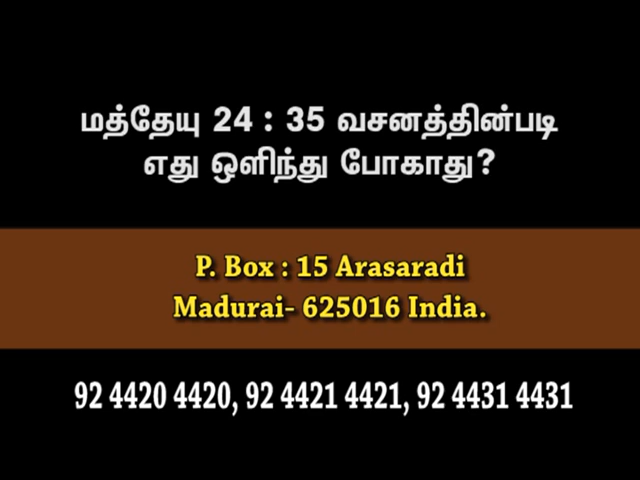 மத்தேயு 24 : 35 வசனத்தின்படி
எது ஒளிந்து போகாது?
P. Box : 15 Arasaradi
Madurai- 625016 India.
92 4420 4420, 92 4421 4421, 92 4431 4431